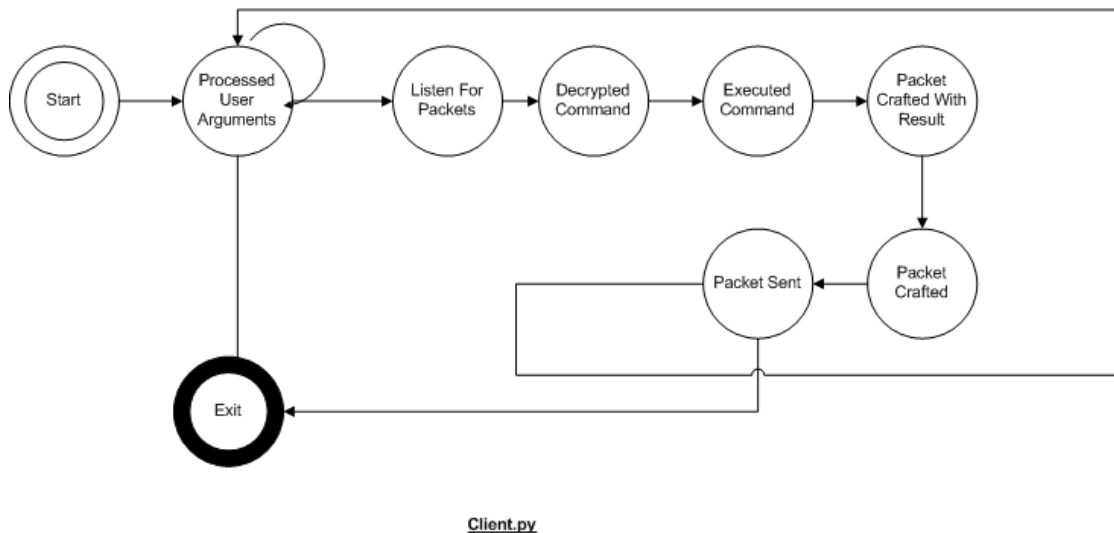 Start
Processed
User
Arguments
Listen For
Packets
Decrypted
Command
Executed
Command
Packet
Crafted With
Result
Packet Sent
Packet
Crafted
Exit
Client.py